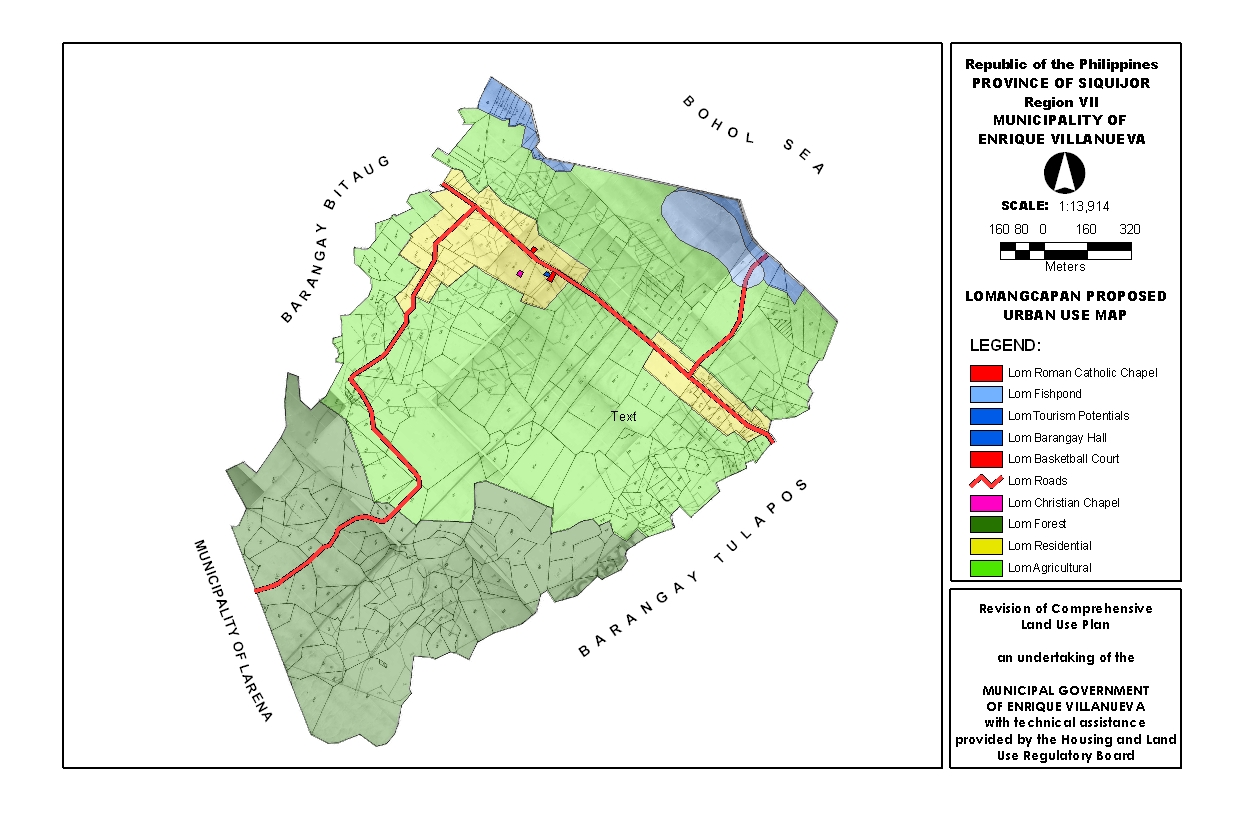 BOHOL SEA
BARANGAY BITAUG
Text
BARANGAY TULAPOS
MUNICIPALITY OF LARENA
Republic of the Philippines
PROVINCE OF SIQUIJOR
Region VII
MUNICIPALITY OF
ENRIQUE VILLANUEVA
SCALE: 1:13,914
160 80 0 160 320
Meters
LOMANGCAPAN PROPOSED
URBAN USE MAP
LEGEND:
Lom Roman Catholic Chapel
Lom Fishpond
Lom Tourism Potentials
Lom Barangay Hall
Lom Basketball Court
Lom Roads
Lom Christian Chapel
Lom Forest
Lom Residential
Lom Agricultural
Revision of Comprehensive
Land Use Plan
an undertaking of the
MUNICIPAL GOVERNMENT
OF ENRIQUE VILLANUEVA
with technical assistance
provided by the Housing and Land
Use Regulatory Board